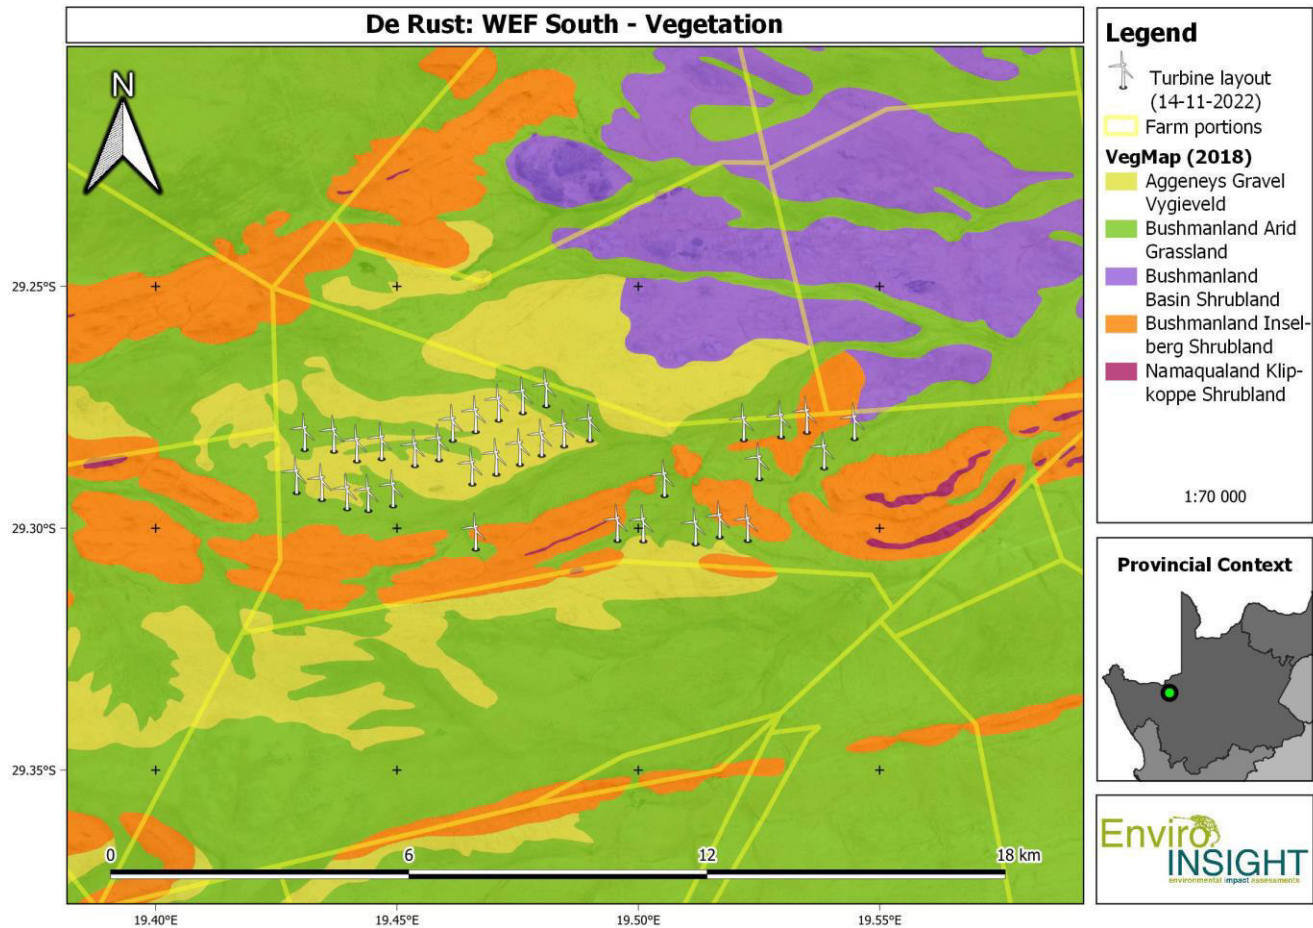 De Rust: WEF South - Vegetation
N
29.25°S
29.30°S
29.35°S
0
6
12
18 km
19.40°E
19.45°E
19.50°E
19.55°E
Legend
Turbine layout
(14-11-2022)
Farm portions
VegMap (2018)
Aggeneys Gravel
Vygieveld
Bushmanland Arid
Grassland
Bushmanland
Basin Shrubland
Bushmanland Insel-
berg Shrubland
Namaqualand Klip-
koppe Shrubland
1:70 000
Provincial Context
Enviro
INSIGHT
environmental impact assessments